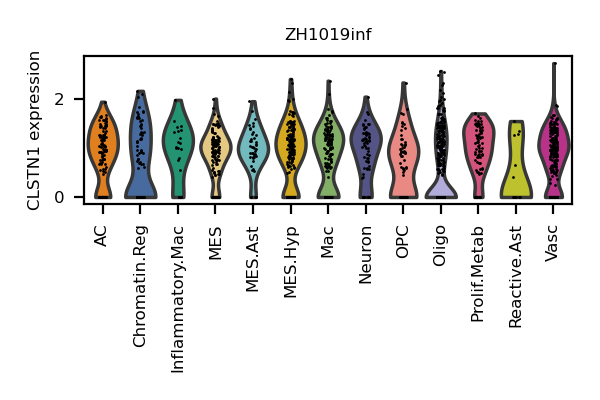 ZH1019inf
CLSTN1 expression
2
0
AC
Chromatin.Reg
Inflammatory.Mac
MES
MES.Ast
MES.Hyp
Mac
Neuron
OPC
Oligo
Prolif.Metab
Reactive.Ast
Vasc